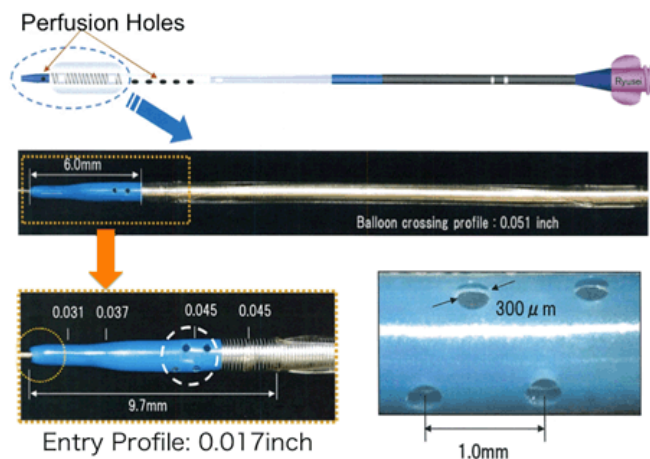 Perfusion Holes
Ryusei
6.0mm
Balloon crossing profile : 0.051 inch
0.031
0.037
0.045
0.045
9.7mm
300μm
1.0mm
Entry Profile: 0.017inch